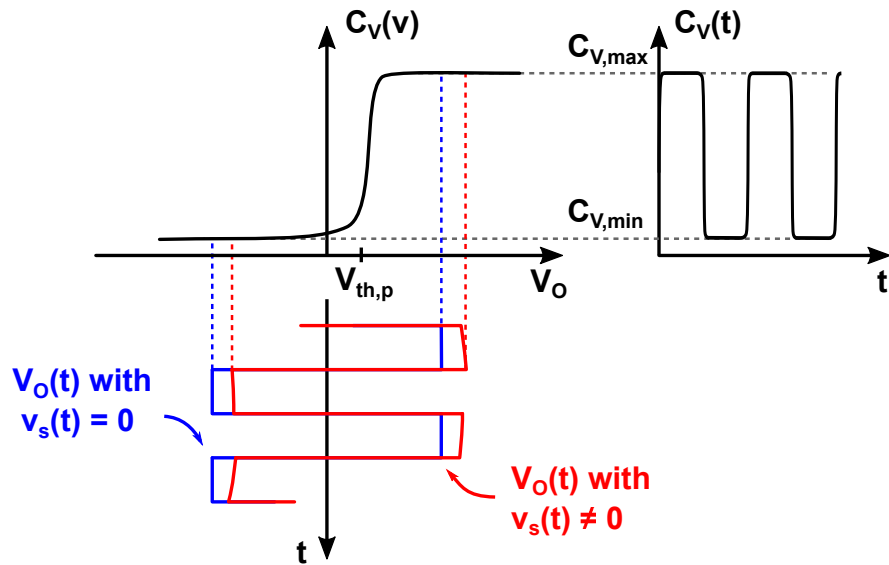 C_V(v)
C_V(t)
C_V,max
C_V,min
V_th,p
V_O
t
V_O(t) with
v_s(t) = 0
V_O(t) with
v_s(t) ≠ 0
t